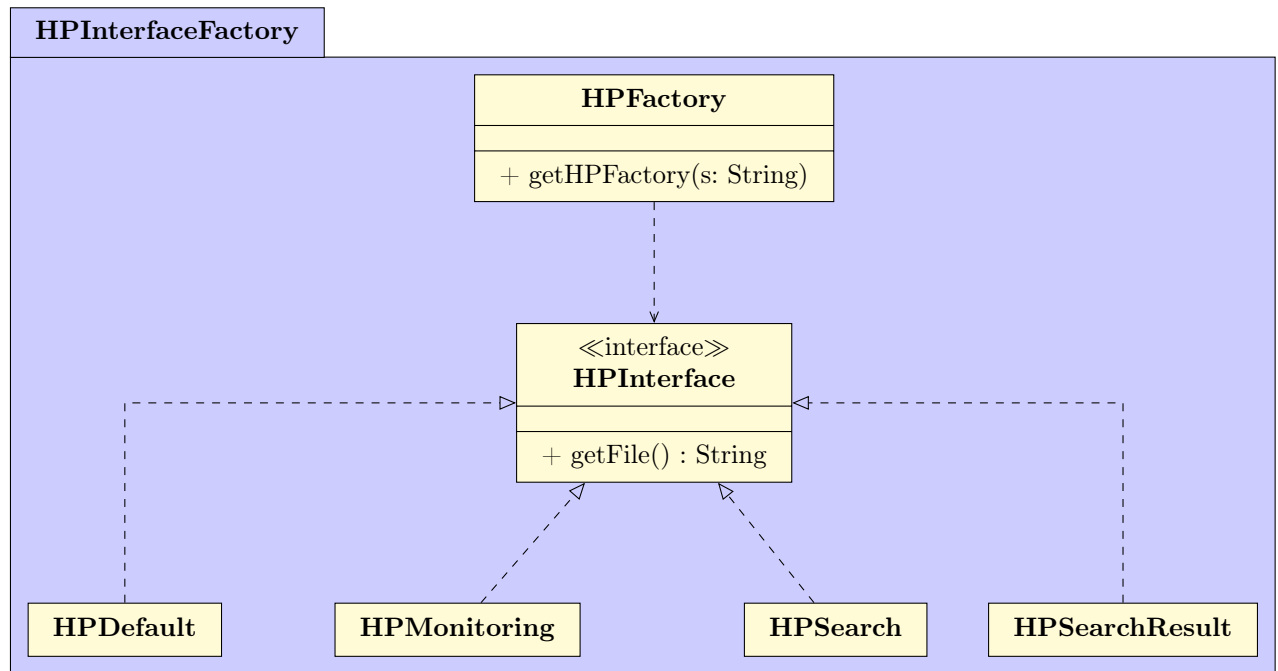 HPInterfaceFactory
HPFactory
+ getHPFactory(s: String)
≪interface≫
HPInterface
+ getFile() : String
HPDefault
HPMonitoring
HPSearch
HPSearchResult